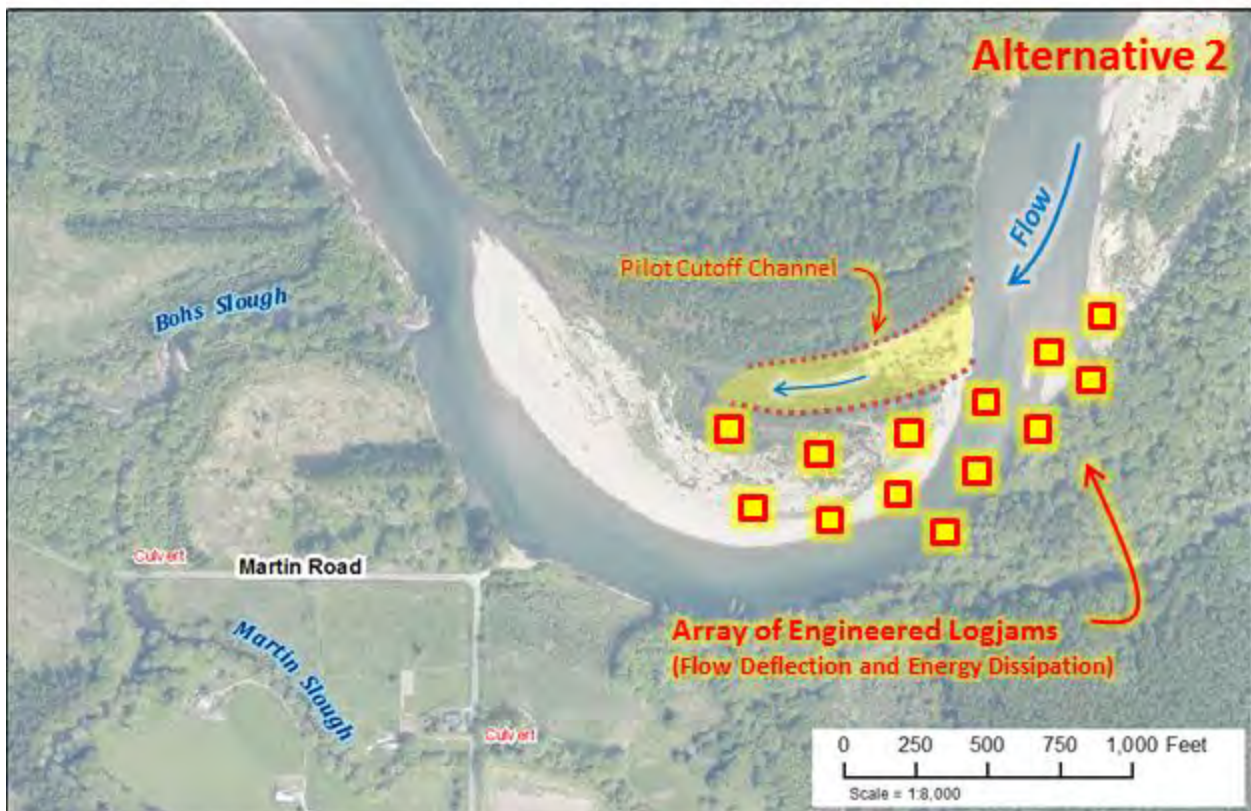 Alternative 2
Flow
Pilot Cutoff Channel
Boh's Slough
Culvert
Martin Road
Martin Slough
Culvert
Array of Engineered Logjams
(Flow Deflection and Energy Dissipation)
0 250 500 750 1,000 Feet
Scale = 1:8,000